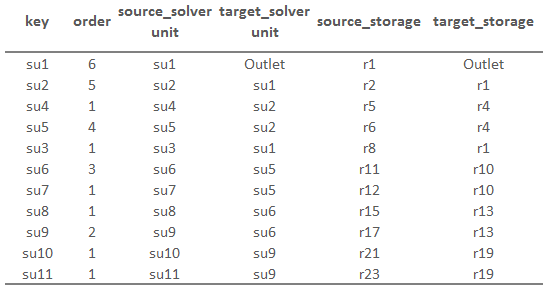 key order source_solver unit target_solver unit source_storage target_storage
su1 6 su1 Outlet r1 Outlet
su2 5 su2 su1 r2 r1
su4 1 su4 su2 r5 r4
su5 4 su5 su2 r6 r4
su3 1 su3 su1 r8 r1
su6 3 su6 su5 r11 r10
su7 1 su7 su5 r12 r10
su8 1 su8 su6 r15 r13
su9 2 su9 su6 r17 r13
su10 1 su10 su9 r21 r19
su11 1 su11 su9 r23 r19